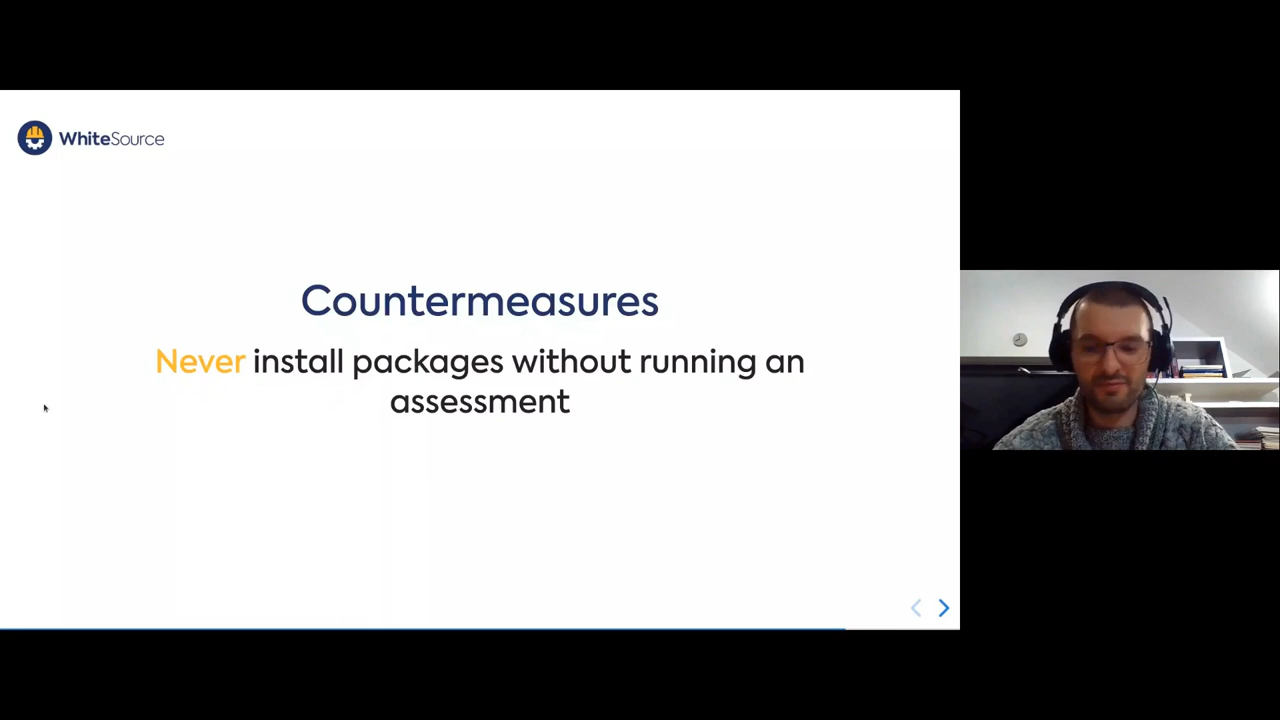 WhiteSource
Countermeasures
Never install packages without running an
assessment